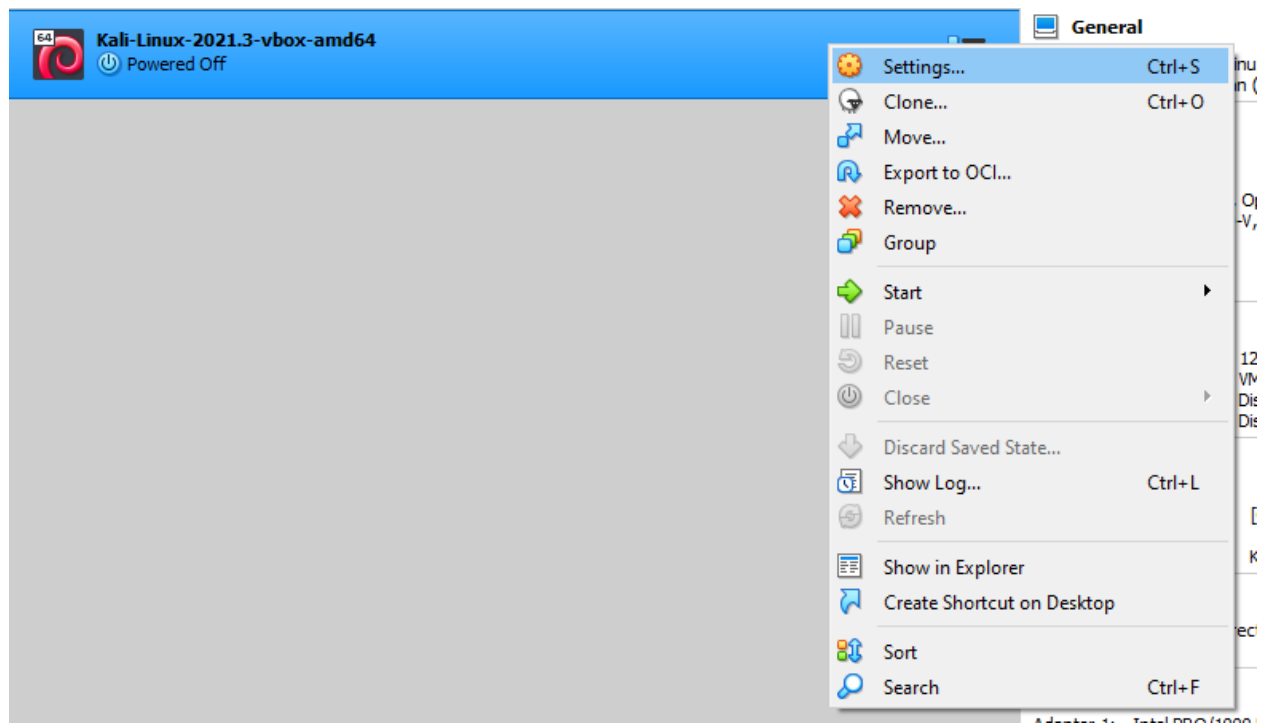 64
Kali-Linux-2021.3-vbox-amd64
Powered Off
General
Settings... Ctrl+S
Clone... Ctrl+O
Move...
Export to OCI...
Remove...
Group
Start
Pause
Reset
Close
Discard Saved State...
Show Log... Ctrl+L
Refresh
Show in Explorer
Create Shortcut on Desktop
Sort
Search Ctrl+F
12